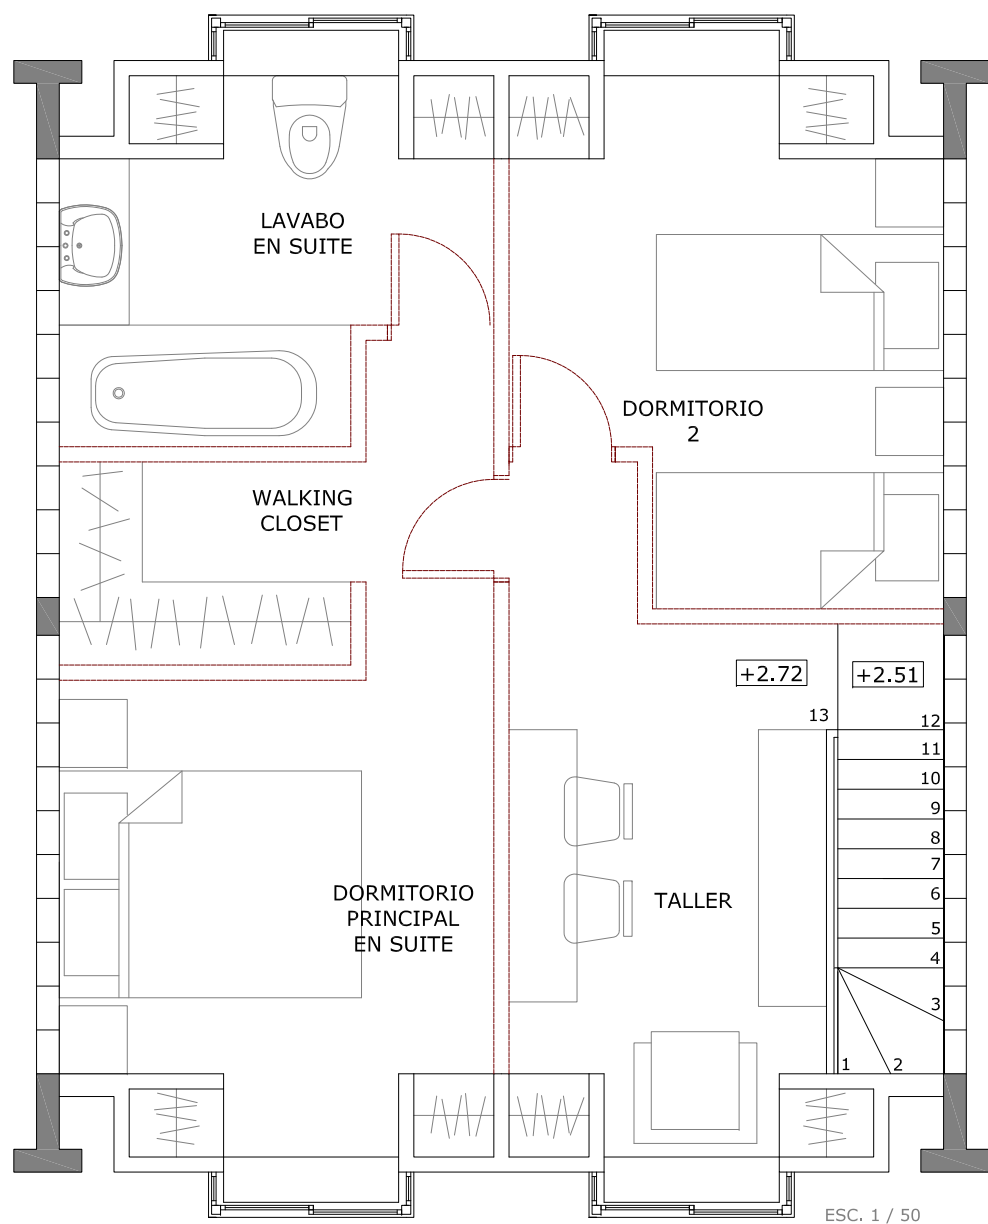 LAVABO
EN SUITE
DORMITORIO
2
WALKING
CLOSET
+2.72
+2.51
13
12
11
10
9
8
7
6
5
4
3
2
1
DORMITORIO
PRINCIPAL
EN SUITE
TALLER
ESC. 1 / 50